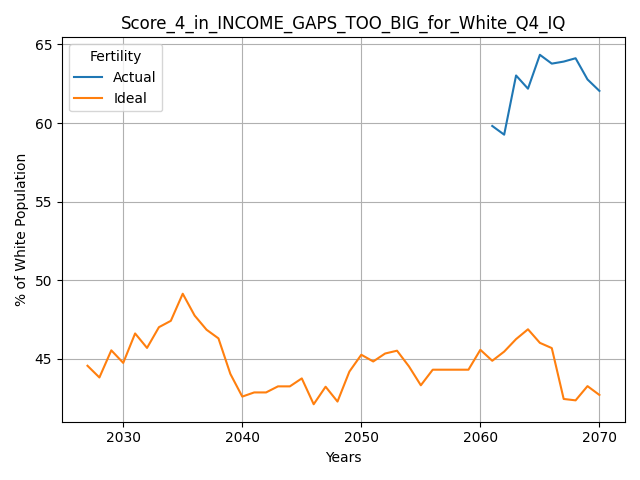 Score_4_in_INCOME_GAPS_TOO_BIG_for_White_Q4_IQ
65
60
55
50
45
% of White Population
Fertility
Actual
Ideal
2030 2040 2050 2060 2070
Years